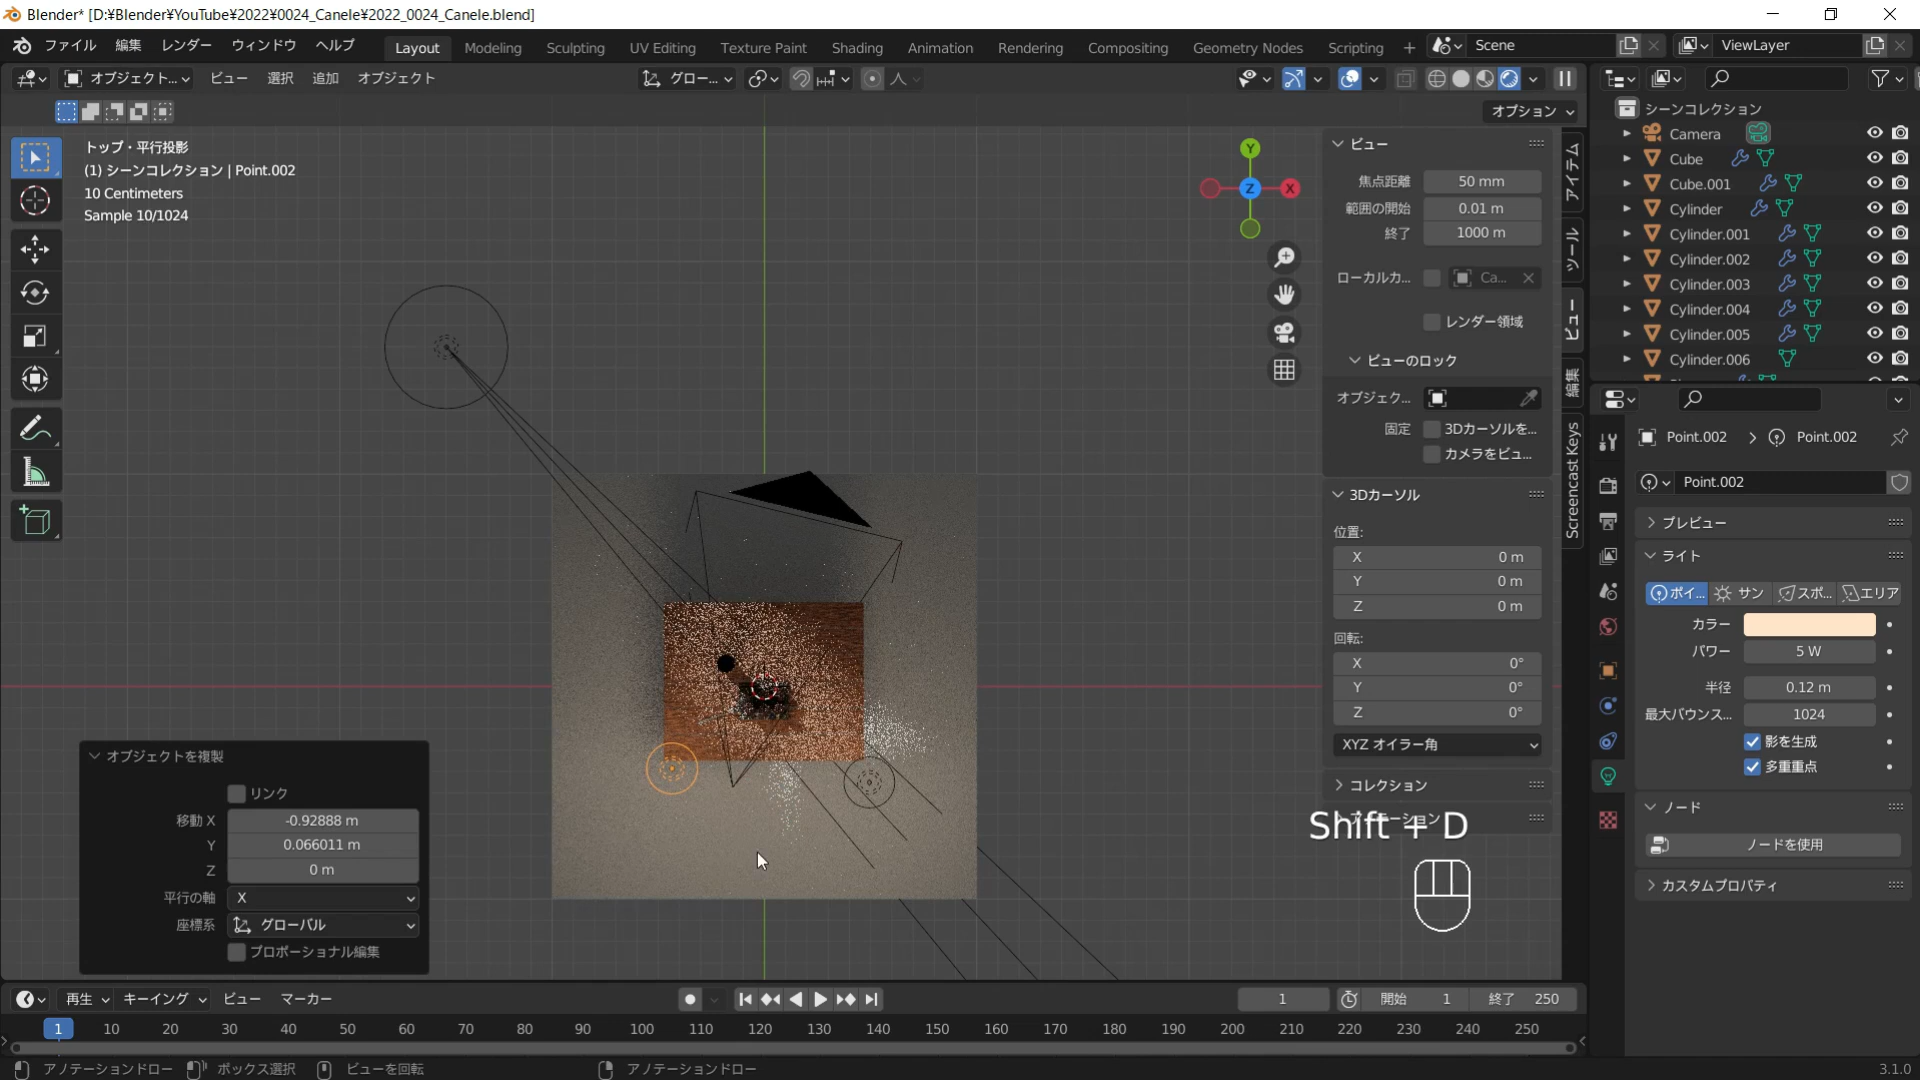 Blender* [D:¥Blender¥YouTube¥2022¥0024_Canele¥2022_0024_Canele.blend]
ファイル 編集 レンダー ウィンドウ ヘルプ Layout Modeling Sculpting UV Editing Texture Paint Shading Animation Rendering Compositing Geometry Nodes Scripting + Scene ViewLayer
オブジェクト... ビュー 選択 追加 オブジェクト グロー...
オプション
トップ・平行投影
(1) シーンコレクション | Point.002
10 Centimeters
Sample 10/1024
Y
X
Z
ビュー
焦点距離 50 mm
範囲の開始 0.01 m
終了 1000 m
ローカルカ... Ca...
レンダー領域
ビューのロック
オブジェク...
固定 3Dカーソルを...
カメラをビュ...
3Dカーソル
位置:
X 0 m
Y 0 m
Z 0 m
回転:
X 0°
Y 0°
Z 0°
XYZ オイラー角
コレクション
Shift + D
アイテム
ツール
ビュー
編集
Screencast Keys
オブジェクトを複製
リンク
移動 X -0.92888 m
Y 0.066011 m
Z 0 m
平行の軸 X
座標系 グローバル
プロポーショナル編集
シーンコレクション
Camera
Cube
Cube.001
Cylinder
Cylinder.001
Cylinder.002
Cylinder.003
Cylinder.004
Cylinder.005
Cylinder.006
Point.002 > Point.002
Point.002
プレビュー
ライト
ポイ... サン スポ... エリア
カラー
パワー 5 W
半径 0.12 m
最大バウンス... 1024
影を生成
多重重点
ノード
ノードを使用
カスタムプロパティ
再生 キーイング ビュー マーカー 1 開始 1 終了 250
1 10 20 30 40 50 60 70 80 90 100 110 120 130 140 150 160 170 180 190 200 210 220 230 240 250
アノテーションドロー ボックス選択 ビューを回転 アノテーションドロー 3.1.0